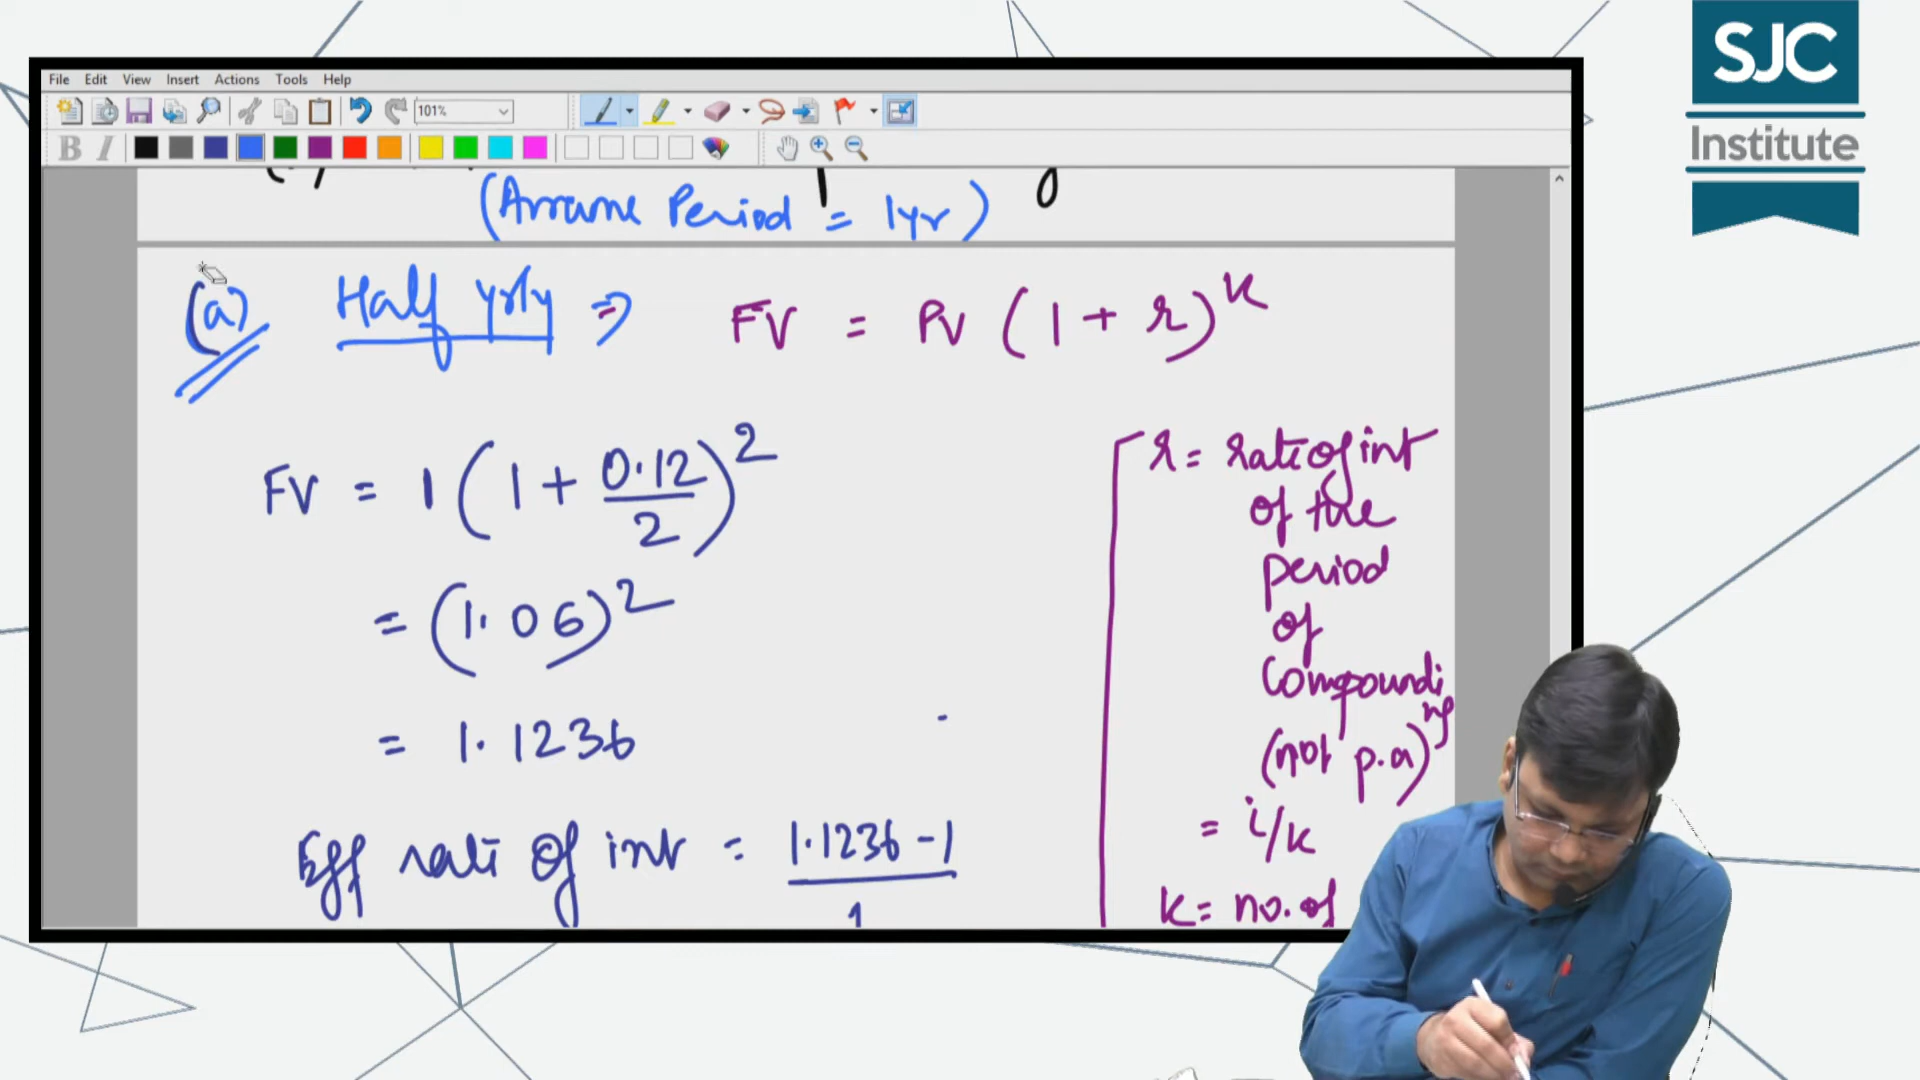 SJC
Institute
File Edit View Insert Actions Tools Help
101%
B I
(Assume Period = 1yr)
(a) Half yrly ⇒ FV = PV (1 + r)^k
FV = 1 (1 + 0.12/2)^2
= (1.06)^2
= 1.1236
Eff rate of int = 1.1236 - 1
1
r = rate of int
of the
period
of
Compounding
(not p.a)
= i/k
k = no. of